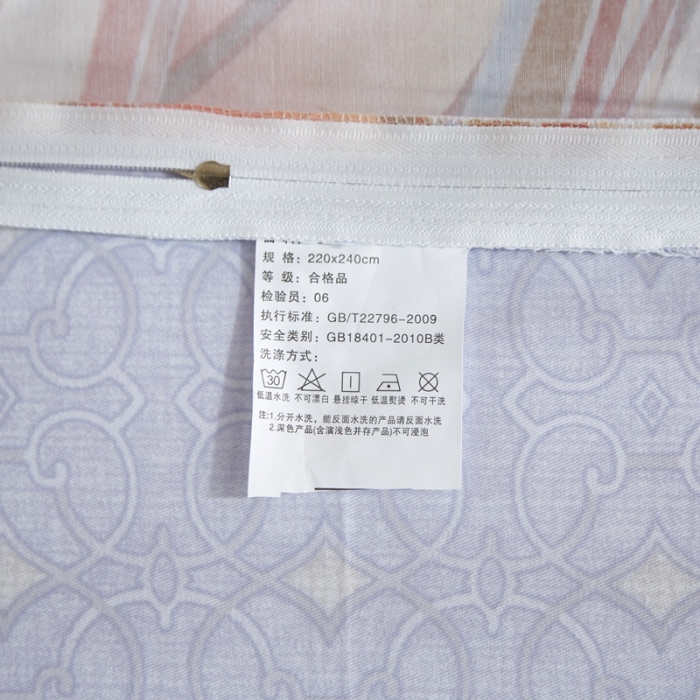 规 格：220x240cm
等 级：合格品
检验员：06
执行标准：GB/T22796-2009
安全类别：GB18401-2010B类
洗涤方式：
30
低温水洗 不可漂白 悬挂晾干 低温熨烫 不可干洗
注:1.分开水洗，能反面水洗的产品请反面水洗
2.深色产品(含演浅色并存产品)不可浸泡